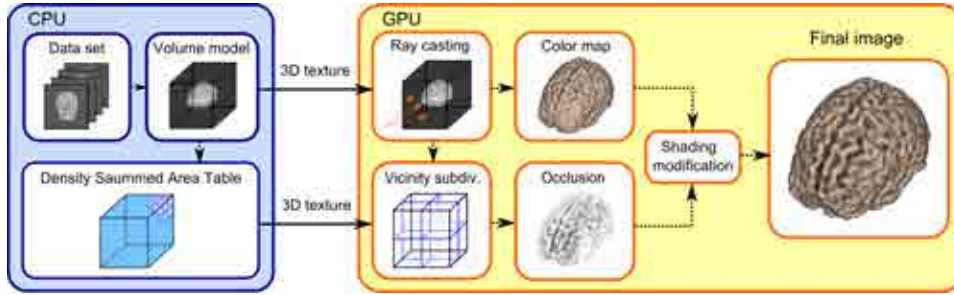 CPU
Data set
Volume model
Density Saummed Area Table
3D texture
3D texture
GPU
Ray casting
Color map
Vicinity subdiv.
Occlusion
Shading
modification
Final image